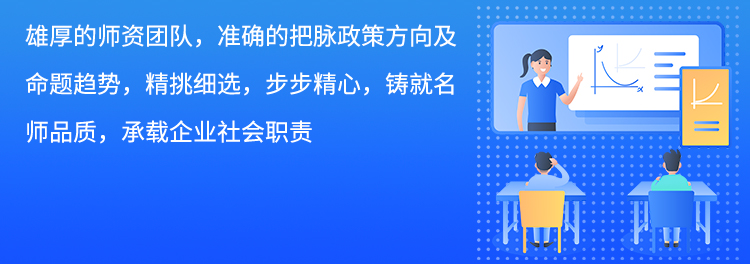 雄厚的师资团队，准确的把脉政策方向及
命题趋势，精挑细选，步步精心，铸就名
师品质，承载企业社会职责